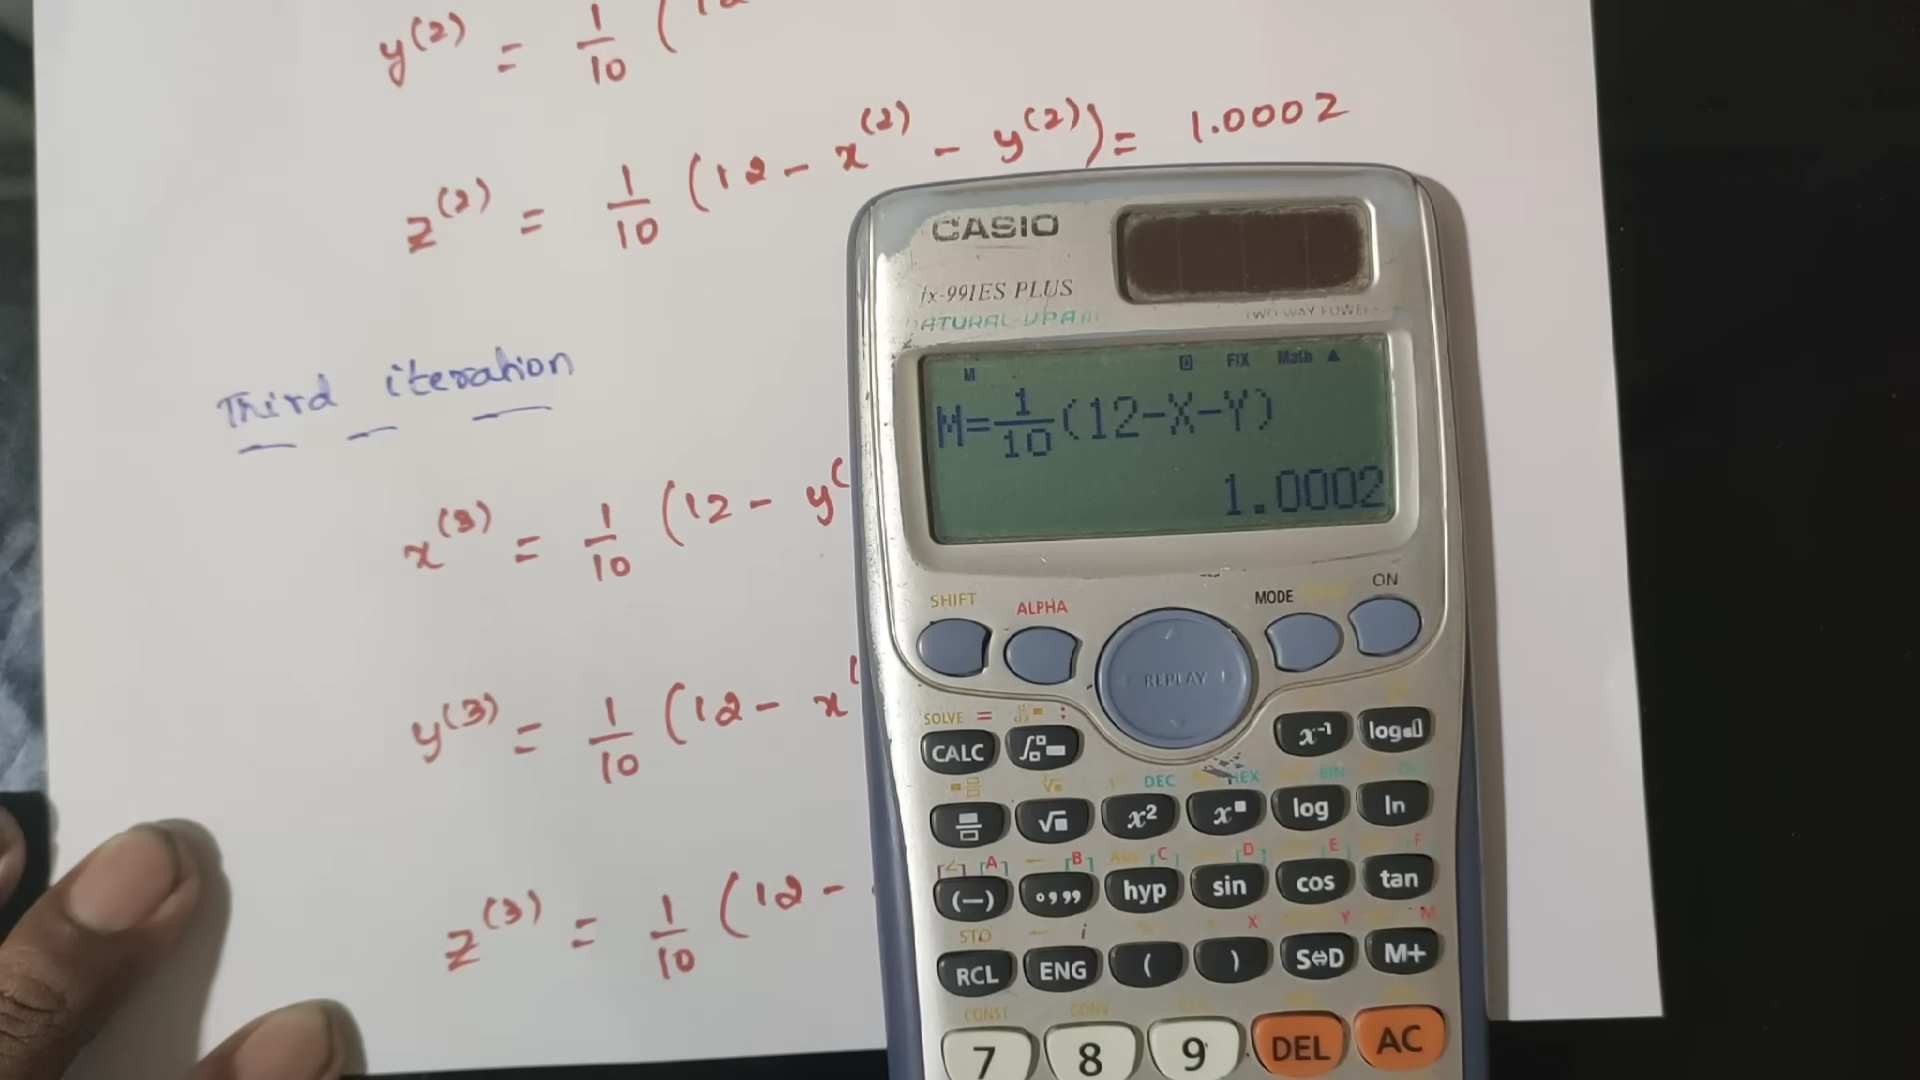 y(2) = 1/10 (12
z(2) = 1/10 (12 - x(2) - y(2)) = 1.0002
Third iteration
x(3) = 1/10 (12 - y(
y(3) = 1/10 (12 - x(
z(3) = 1/10 (12 -
CASIO
fx-991ES PLUS
TWO WAY POWER
M FIX Math ▲
M=1/10(12-X-Y)
1.0002
SHIFT ALPHA MODE ON
REPLAY
SOLVE = d/dx :
CALC ∫ x⁻¹ log
DEC HEX BIN
√ x² x log ln
A B C D E F
(−) °,,, hyp sin cos tan
STO i X Y M
RCL ENG ( ) S⇔D M+
CONST CONV
7 8 9 DEL AC